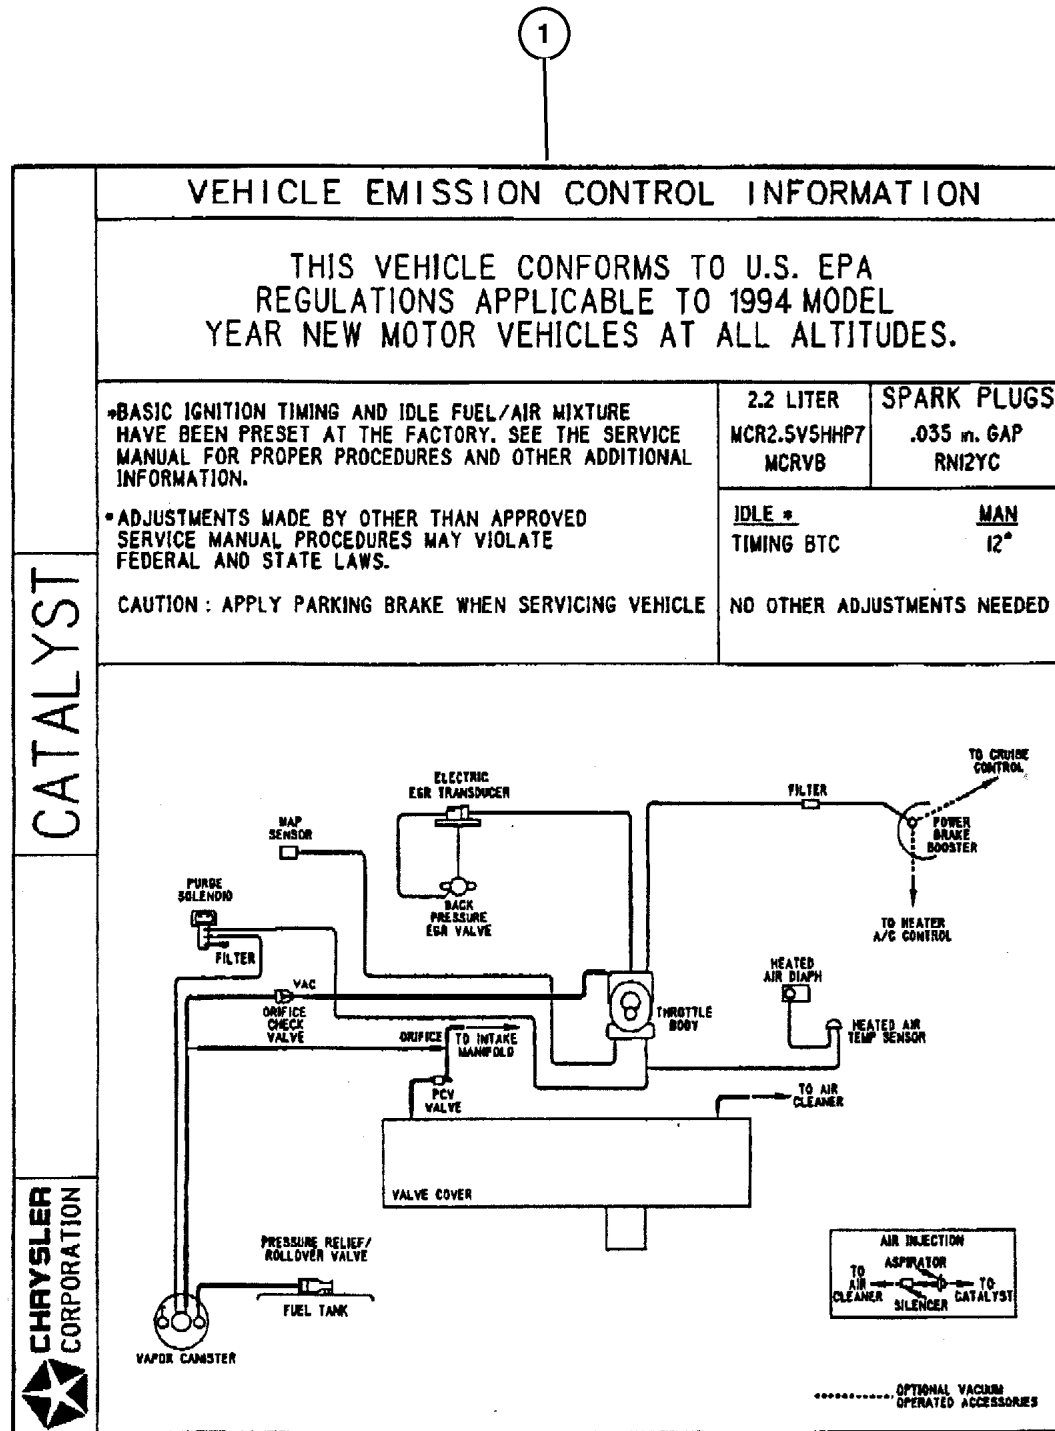 1
VEHICLE EMISSION CONTROL INFORMATION
THIS VEHICLE CONFORMS TO U.S. EPA
REGULATIONS APPLICABLE TO 1994 MODEL
YEAR NEW MOTOR VEHICLES AT ALL ALTITUDES.
*BASIC IGNITION TIMING AND IDLE FUEL/AIR MIXTURE
HAVE BEEN PRESET AT THE FACTORY. SEE THE SERVICE
MANUAL FOR PROPER PROCEDURES AND OTHER ADDITIONAL
INFORMATION.
•ADJUSTMENTS MADE BY OTHER THAN APPROVED
SERVICE MANUAL PROCEDURES MAY VIOLATE
FEDERAL AND STATE LAWS.
CAUTION : APPLY PARKING BRAKE WHEN SERVICING VEHICLE
2.2 LITER
MCR2.5V5HHP7
MCRVB
SPARK PLUGS
.035 in. GAP
RN12YC
IDLE * MAN
TIMING BTC 12°
NO OTHER ADJUSTMENTS NEEDED
CATALYST
CHRYSLER
CORPORATION
ELECTRIC
EGR TRANSDUCER
MAP
SENSOR
PURGE
SOLENOID
FILTER
BACK
PRESSURE
EGR VALVE
FILTER
TO CRUISE
CONTROL
POWER
BRAKE
BOOSTER
TO HEATER
A/C CONTROL
VAC
ORIFICE
CHECK
VALVE
ORIFICE
TO INTAKE
MANIFOLD
THROTTLE
BODY
HEATED
AIR DIAPH
HEATED AIR
TEMP SENSOR
PCV
VALVE
TO AIR
CLEANER
VALVE COVER
PRESSURE RELIEF/
ROLLOVER VALVE
FUEL TANK
VAPOR CANISTER
AIR INJECTION
ASPIRATOR
TO
AIR
CLEANER
SILENCER
TO
CATALYST
OPTIONAL VACUUM
OPERATED ACCESSORIES